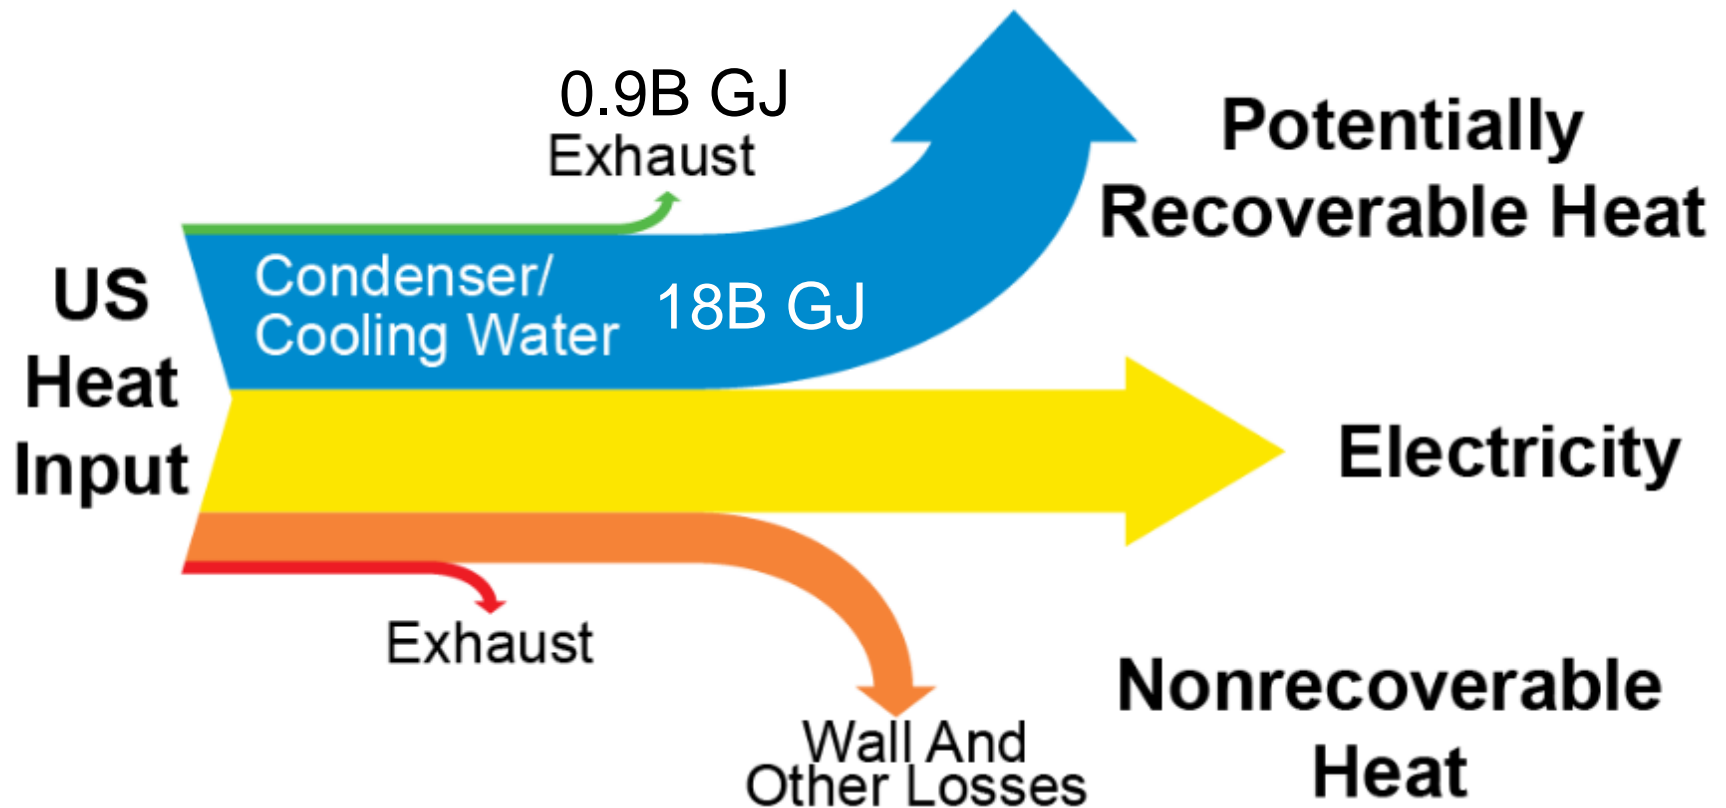 0.9B GJ
Exhaust
Potentially
Recoverable Heat
US
Heat
Input
Condenser/
Cooling Water
18B GJ
Electricity
Exhaust
Nonrecoverable
Heat
Wall And
Other Losses